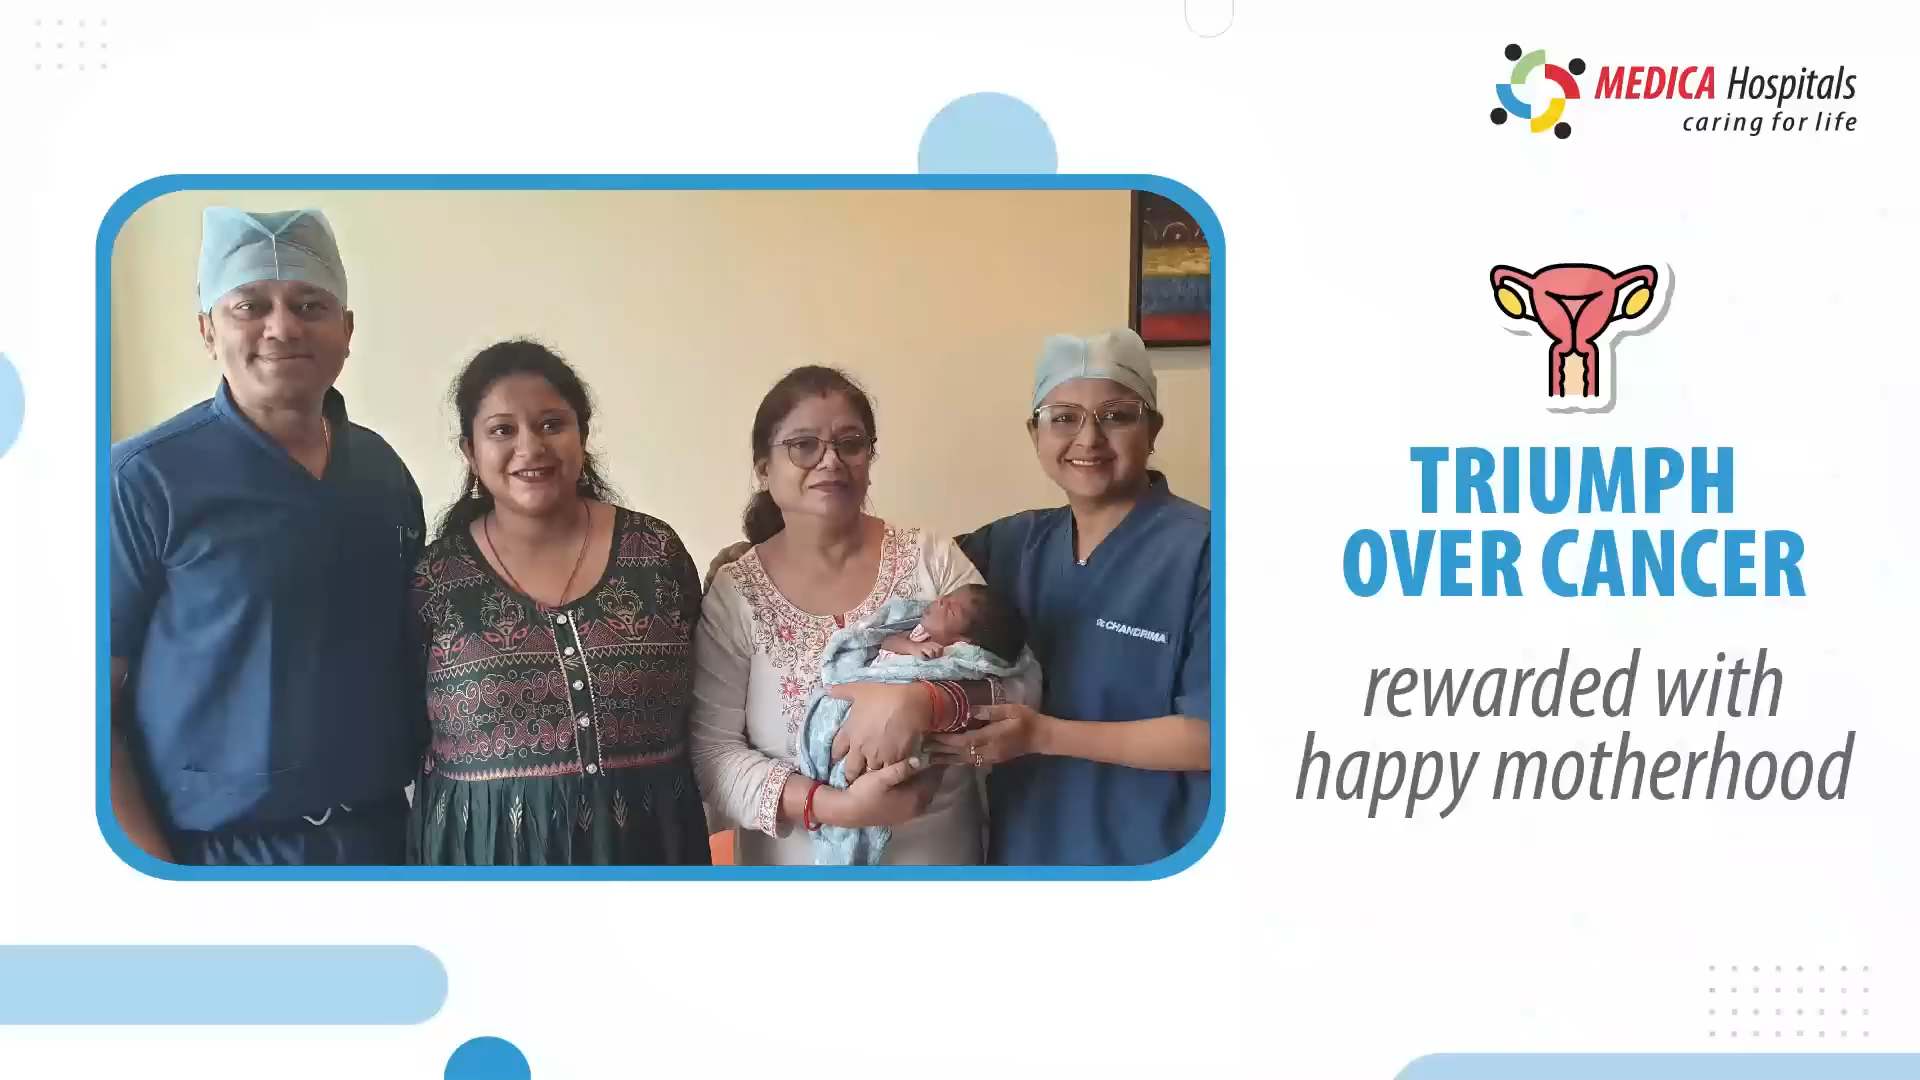 MEDICA Hospitals
caring for life
Dr. CHANDRIMA
TRIUMPH
OVER CANCER
rewarded with
happy motherhood